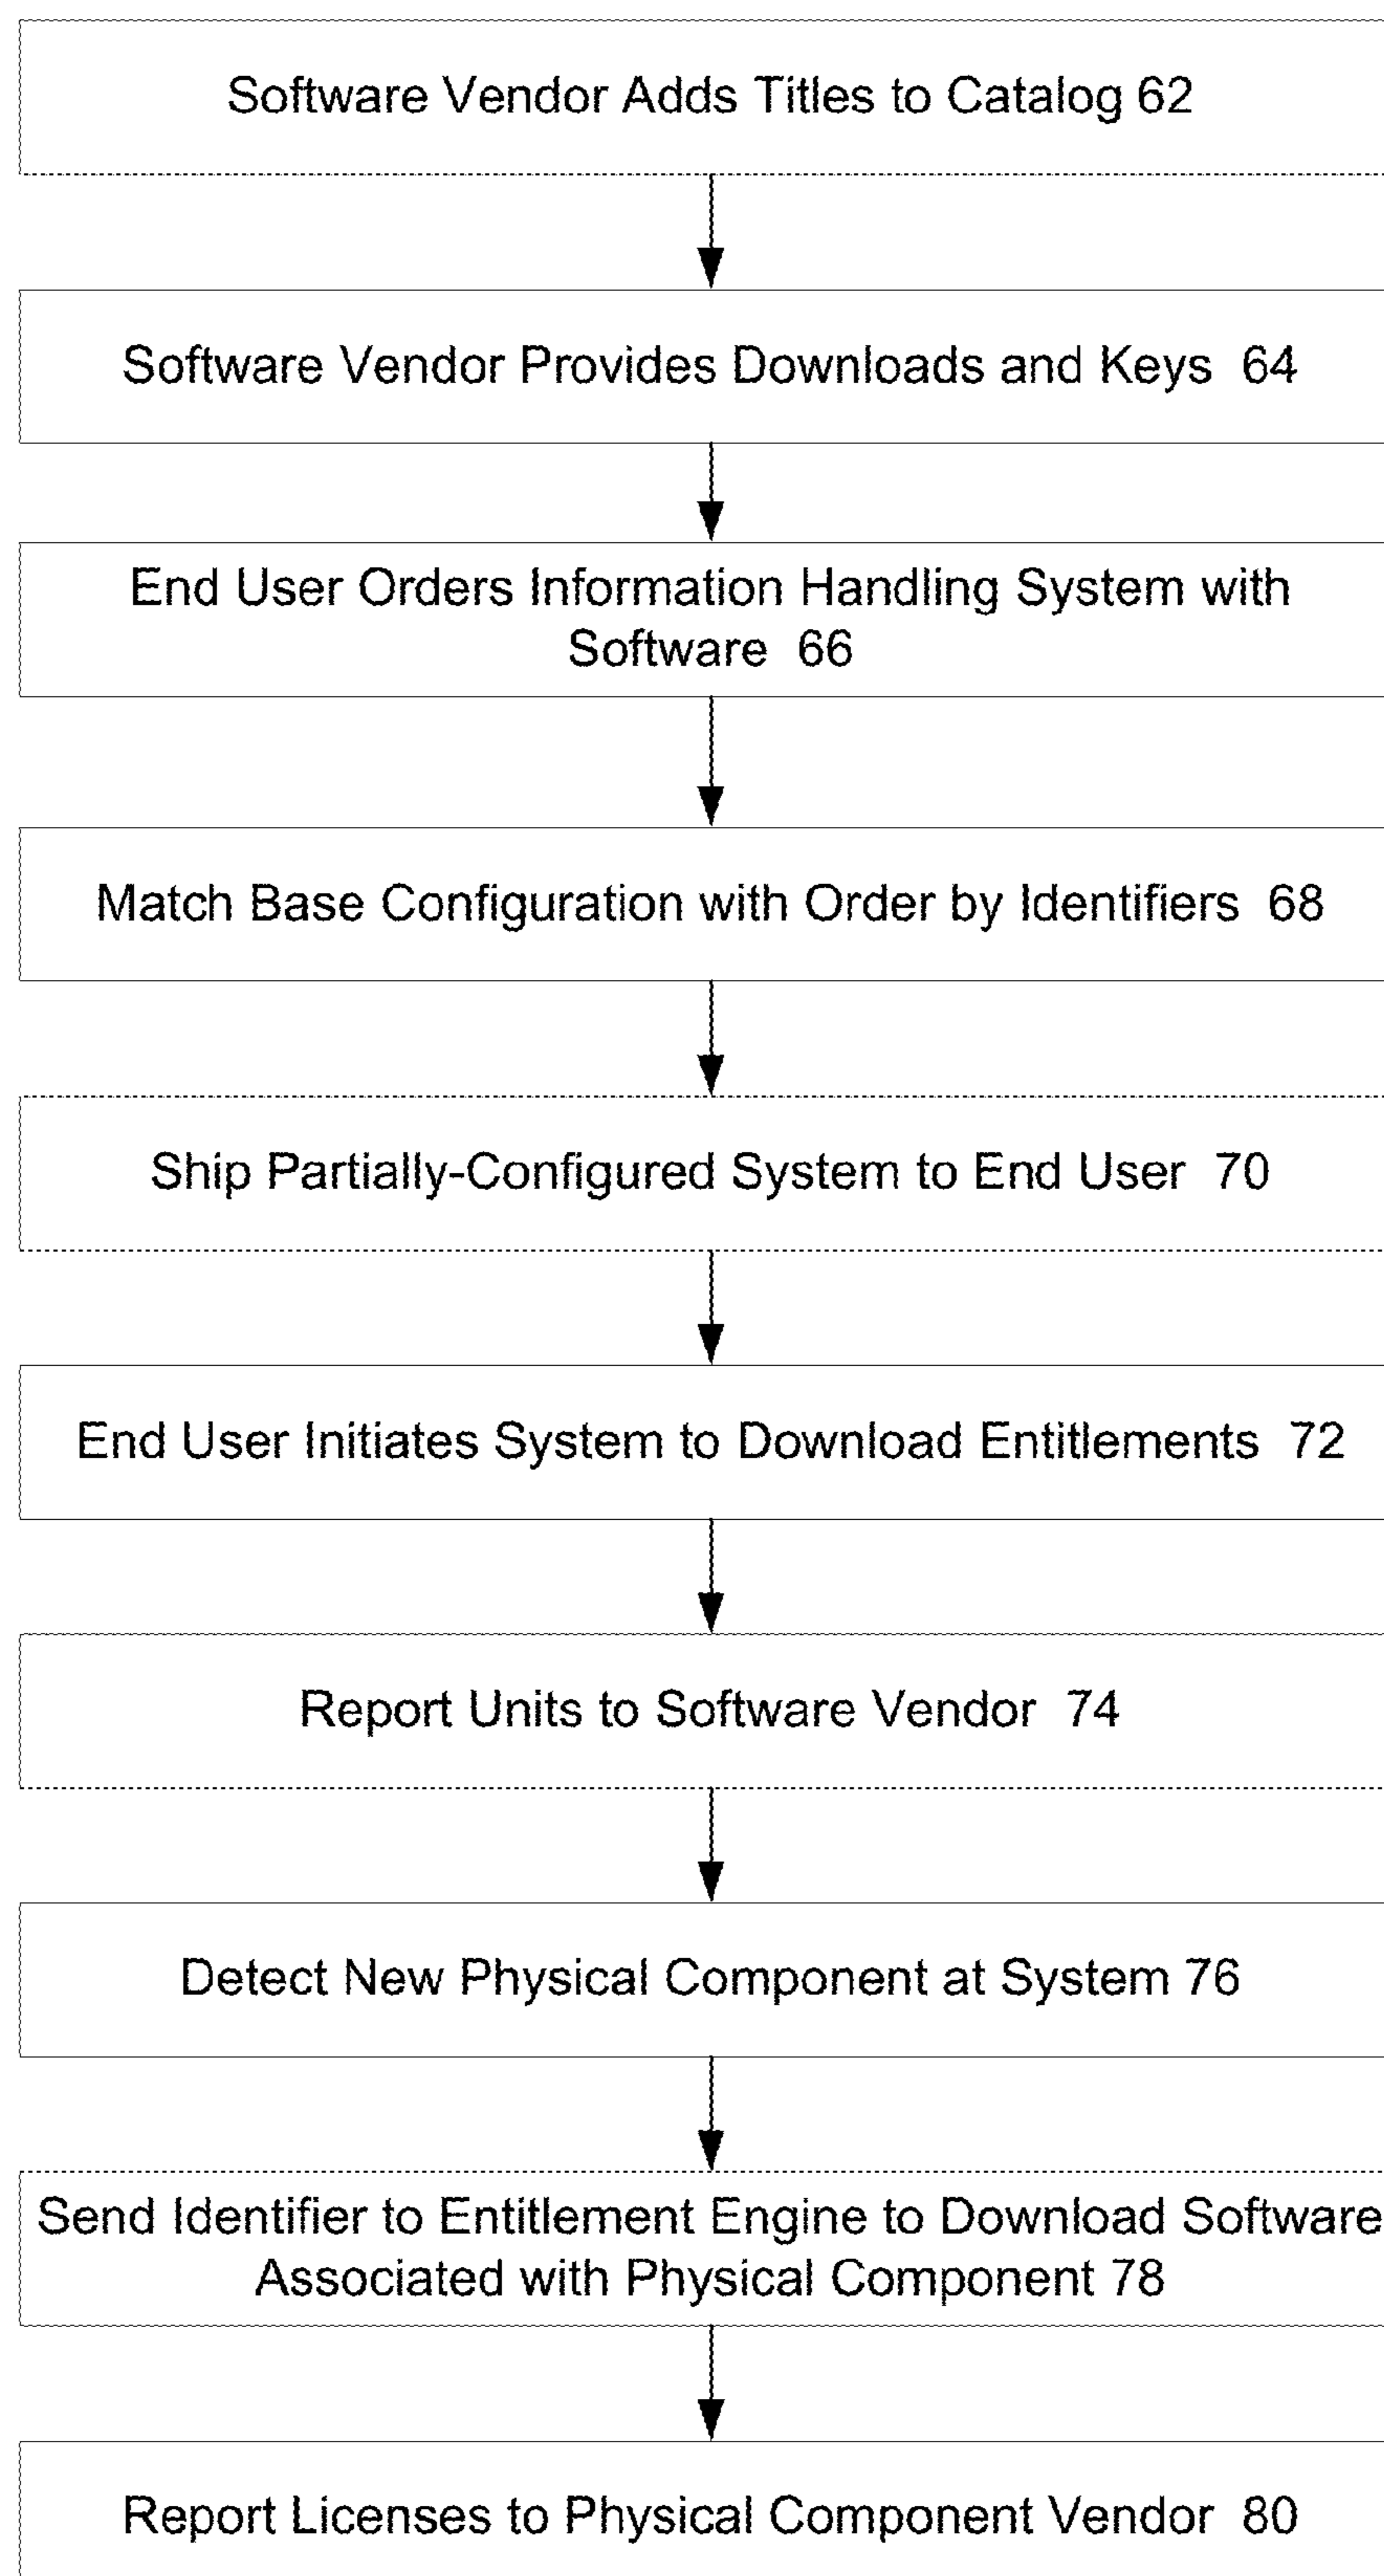 Software Vendor Adds Titles to Catalog 62
Software Vendor Provides Downloads and Keys 64
End User Orders Information Handling System with
Software 66
Match Base Configuration with Order by Identifiers 68
Ship Partially-Configured System to End User 70
End User Initiates System to Download Entitlements 72
Report Units to Software Vendor 74
Detect New Physical Component at System 76
Send Identifier to Entitlement Engine to Download Software
Associated with Physical Component 78
Report Licenses to Physical Component Vendor 80